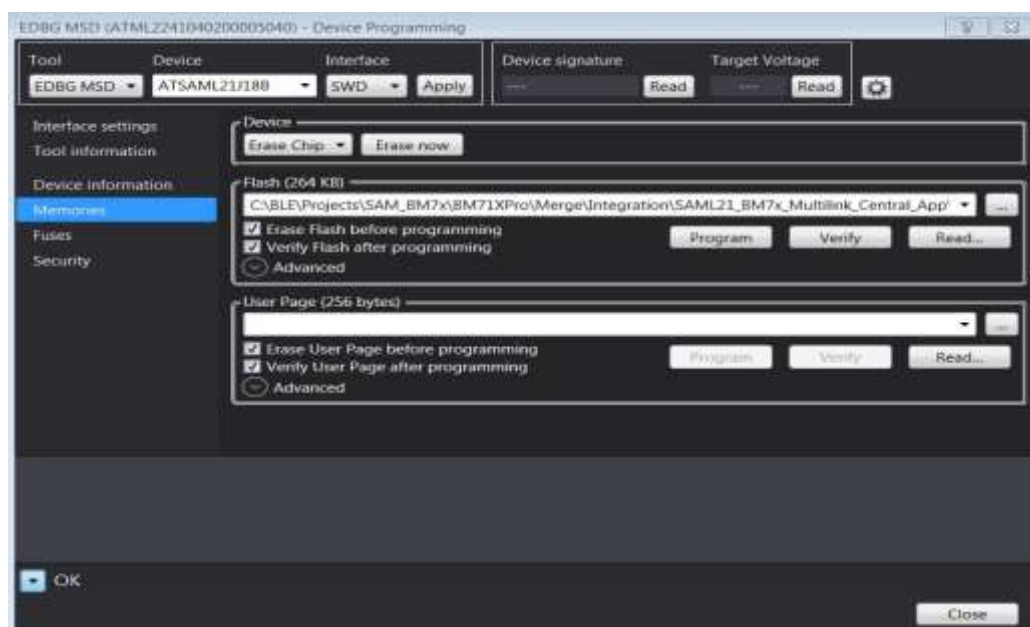 EDBG MSD (ATML2241040200005040) - Device Programming
Tool Device Interface Device signature Target Voltage
EDBG MSD ATSAML21J18B SWD Apply --- Read --- Read
Interface settings
Tool information
Device information
Memories
Fuses
Security
Device
Erase Chip Erase now
Flash (264 KB)
C:\BLE\Projects\SAM_BM7x\BM71XPro\Merge\Integration\SAML21_BM7x_Multilink_Central_App\ ...
Erase Flash before programming
Verify Flash after programming
Program Verify Read...
Advanced
User Page (256 bytes)
...
Erase User Page before programming
Verify User Page after programming
Program Verify Read...
Advanced
OK
Close